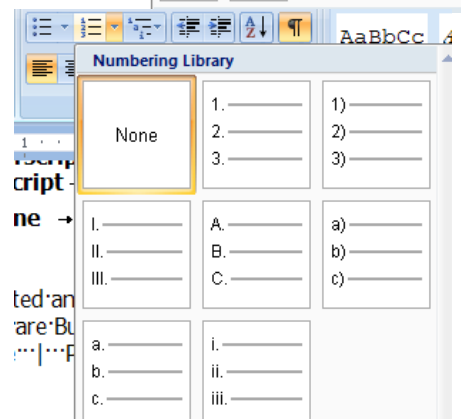 AaBbCc
Numbering Library
None
1.
2.
3.
1)
2)
3)
I.
II.
III.
A.
B.
C.
a)
b)
c)
a.
b.
c.
i.
ii.
iii.
1
cript
ne →
ted·an
are·Bu